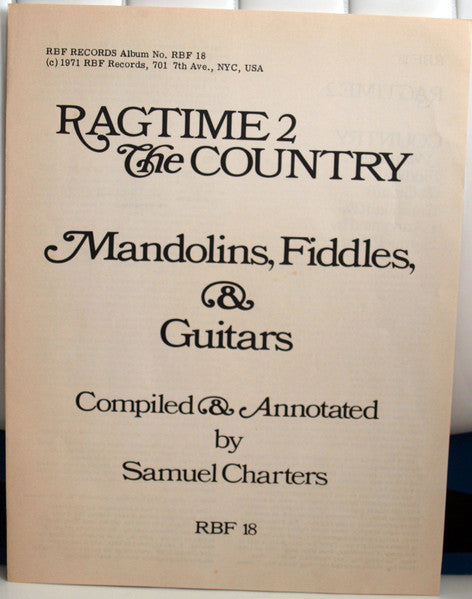 RBF RECORDS Album No. RBF 18
(c) 1971 RBF Records, 701 7th Ave., NYC, USA
RAGTIME 2
The COUNTRY
Mandolins, Fiddles,
&
Guitars
Compiled & Annotated
by
Samuel Charters
RBF 18